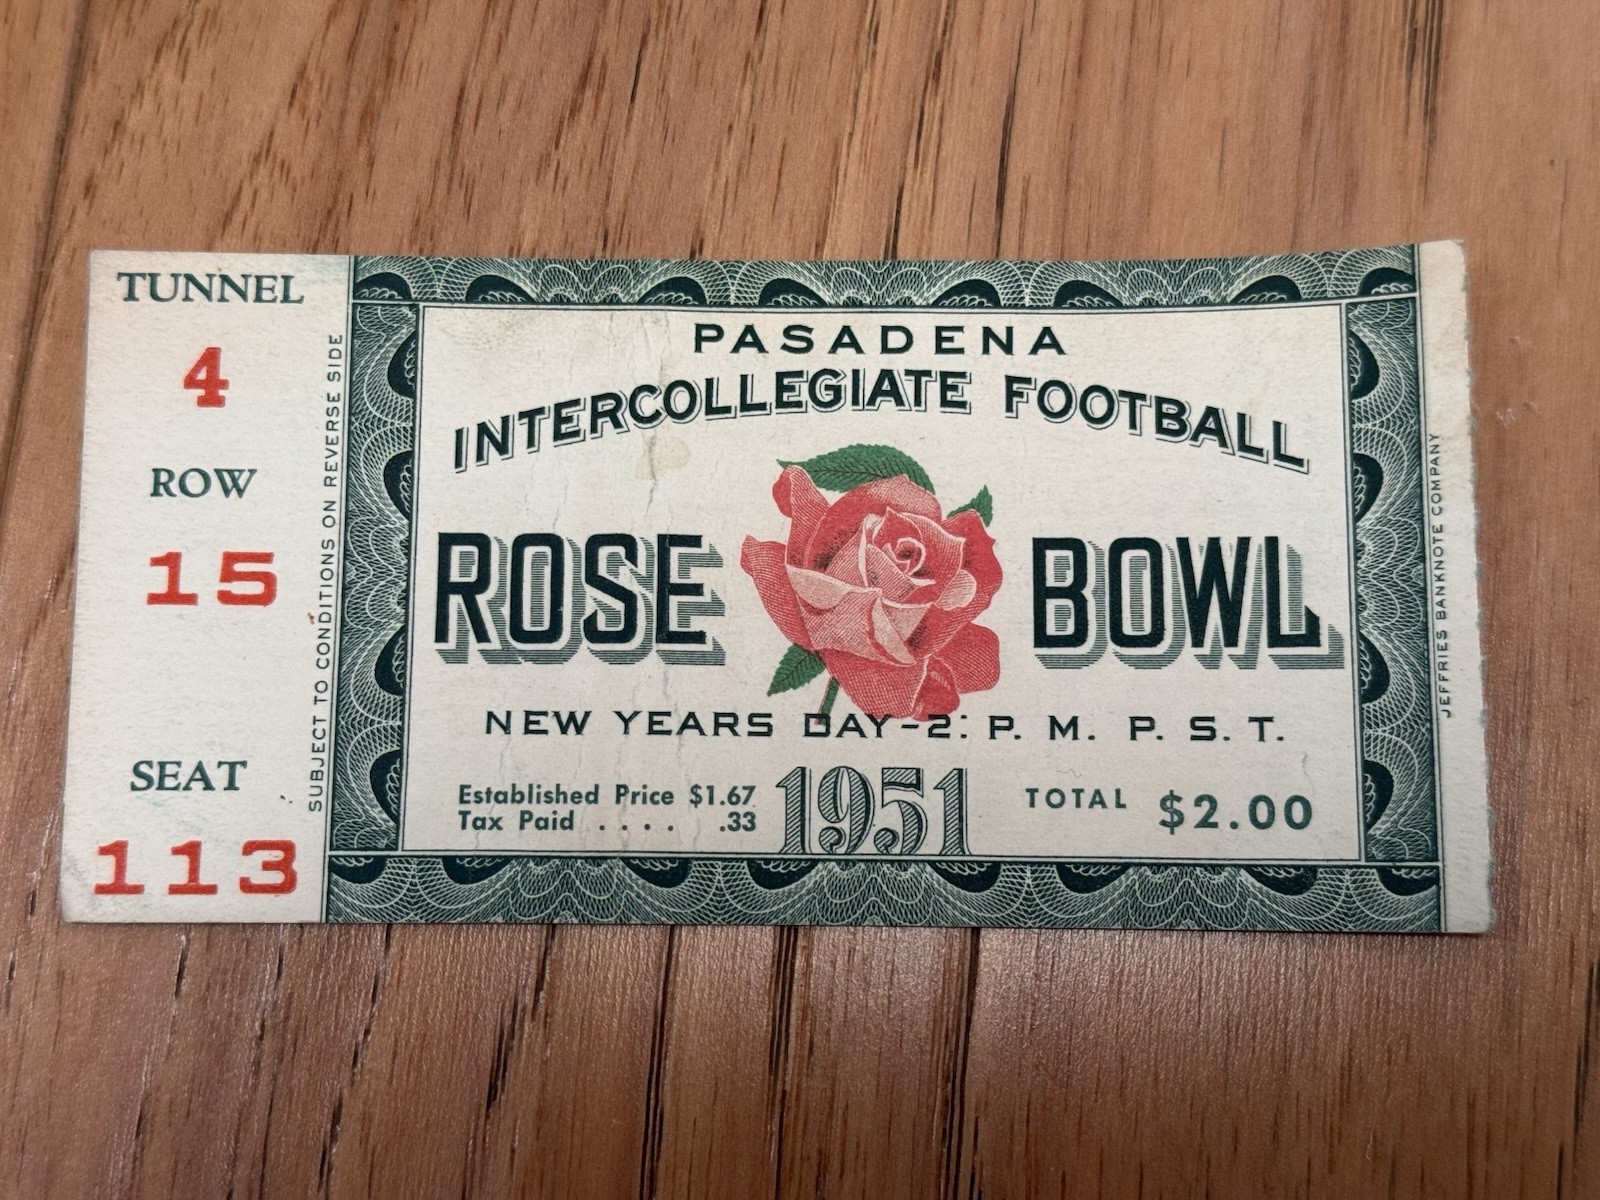 TUNNEL
4
ROW
15
SEAT
113
SUBJECT TO CONDITIONS ON REVERSE SIDE
PASADENA
INTERCOLLEGIATE FOOTBALL
ROSE BOWL
NEW YEARS DAY-2: P. M. P. S. T.
Established Price $1.67
Tax Paid . . . . .33
1951
TOTAL $2.00
JEFFRIES BANKNOTE COMPANY